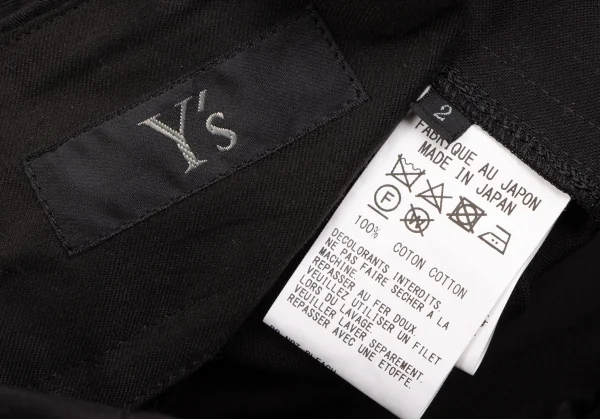 Y's
2
FABRIQUE AU JAPON
MADE IN JAPAN
100% COTON COTTON
DECOLORANTS INTERDITS.
NE PAS FAIRE SECHER A LA
MACHINE.
REPASSER AU FER DOUX.
VEUILLEZ UTILISER UN FILET
LORS DU LAVAGE.
VEUILLER LAVER SEPAREMENT.
REPASSER AVEC UNE ETOFFE.